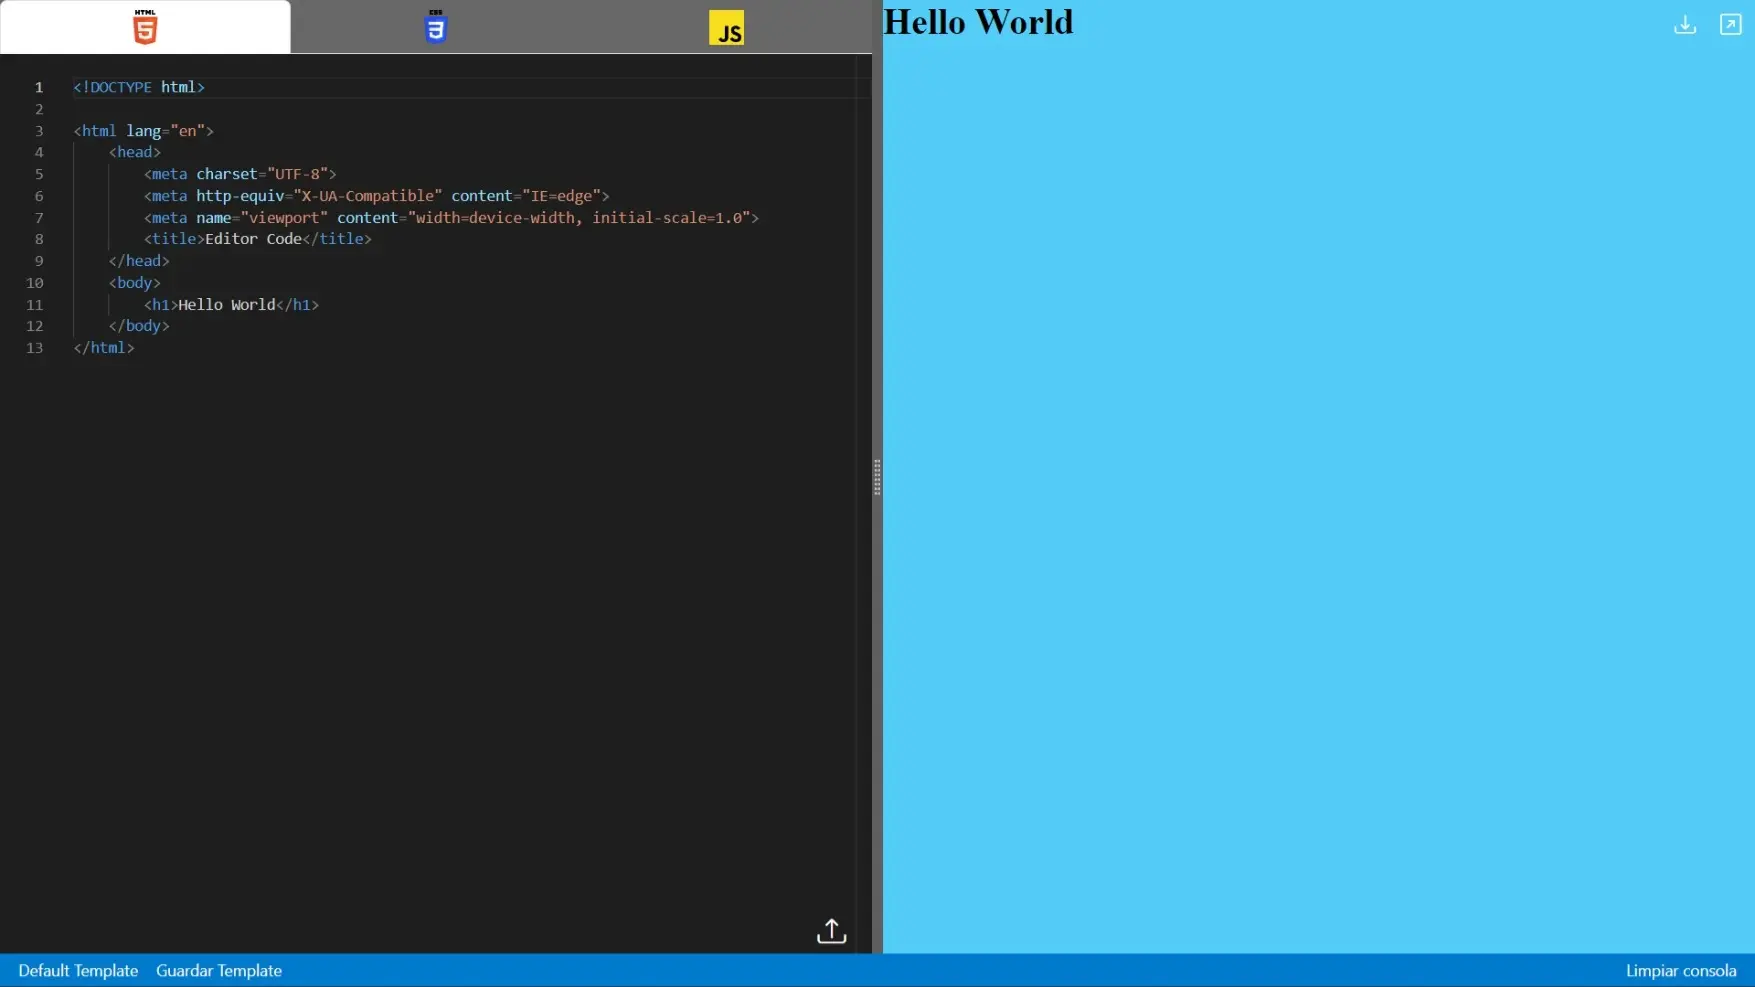 HTML
5
CSS
3
JS
1 <!DOCTYPE html>
2
3 <html lang="en">
4 <head>
5 <meta charset="UTF-8">
6 <meta http-equiv="X-UA-Compatible" content="IE=edge">
7 <meta name="viewport" content="width=device-width, initial-scale=1.0">
8 <title>Editor Code</title>
9 </head>
10 <body>
11 <h1>Hello World</h1>
12 </body>
13 </html>
Hello World
Default Template Guardar Template
Limpiar consola